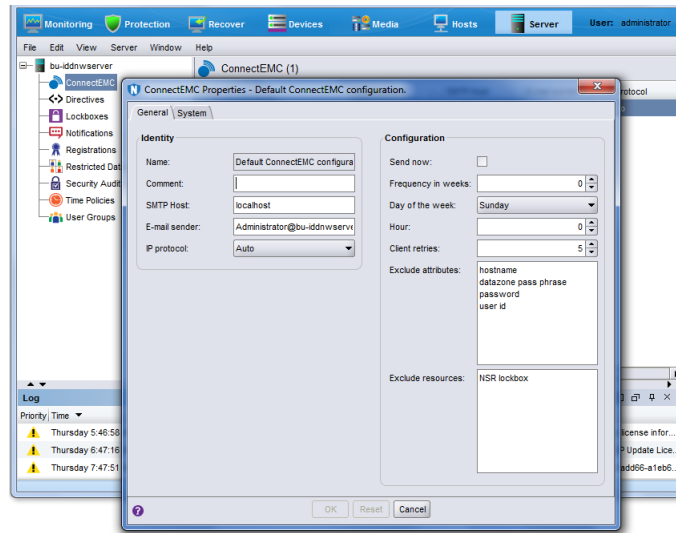 Monitoring Protection Recover Devices Media Hosts Server User: administrator
File Edit View Server Window Help
bu-iddnwserver
ConnectEMC
Directives
Lockboxes
Notifications
Registrations
Restricted Dat
Security Audit
Time Policies
User Groups
ConnectEMC (1)
rotocol
ConnectEMC Properties - Default ConnectEMC configuration.
General System
Identity
Name: Default ConnectEMC configura
Comment:
SMTP Host: localhost
E-mail sender: Administrator@bu-iddnwserve
IP protocol: Auto
Configuration
Send now:
Frequency in weeks: 0
Day of the week: Sunday
Hour: 0
Client retries: 5
Exclude attributes: hostname
datazone pass phrase
password
user id
Exclude resources: NSR lockbox
Log
Priority Time
Thursday 5:46:58 license infor...
Thursday 6:47:16 P Update Lice...
Thursday 7:47:51 add66-a1eb6...
OK Reset Cancel